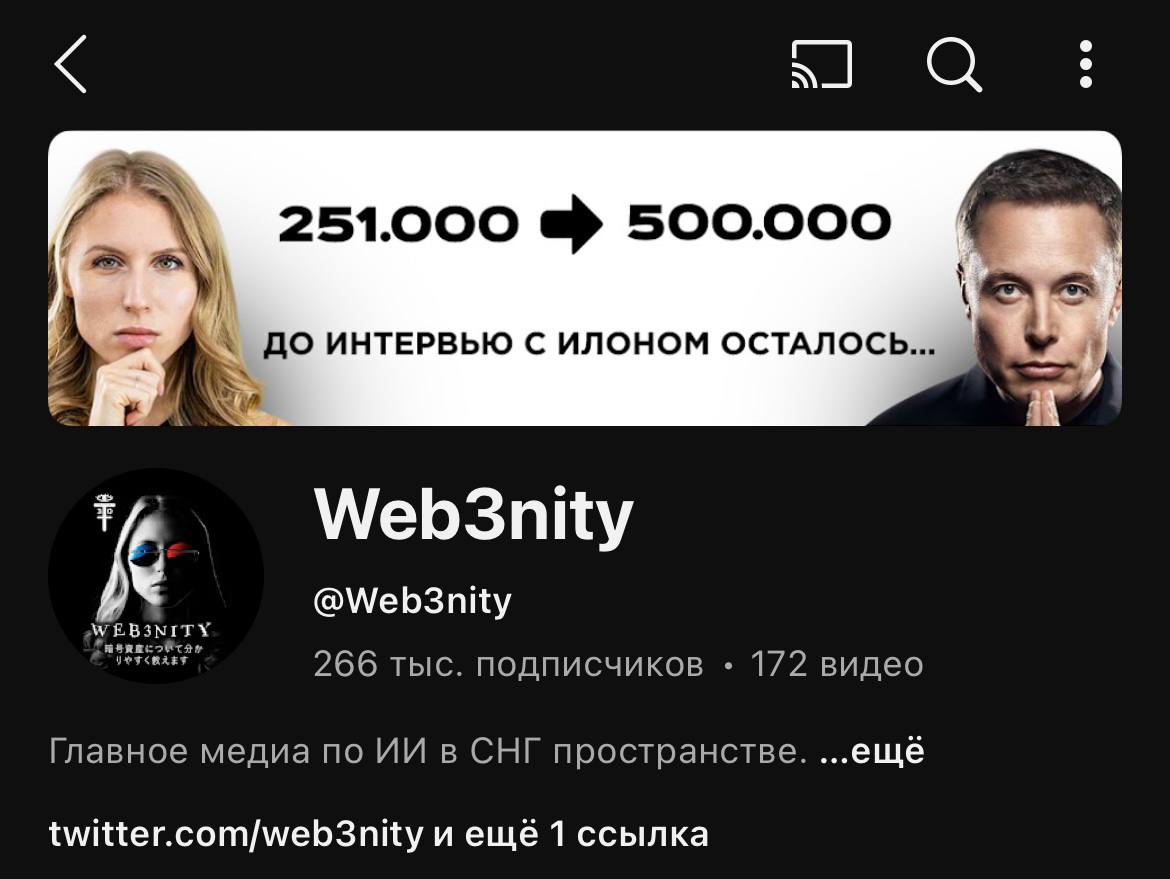 251.000 → 500.000
ДО ИНТЕРВЬЮ С ИЛОНОМ ОСТАЛОСЬ...
WEB3NITY
暗号資産について分か
りやすく教えます
Web3nity
@Web3nity
266 тыс. подписчиков • 172 видео
Главное медиа по ИИ в СНГ пространстве. ...ещё
twitter.com/web3nity и ещё 1 ссылка